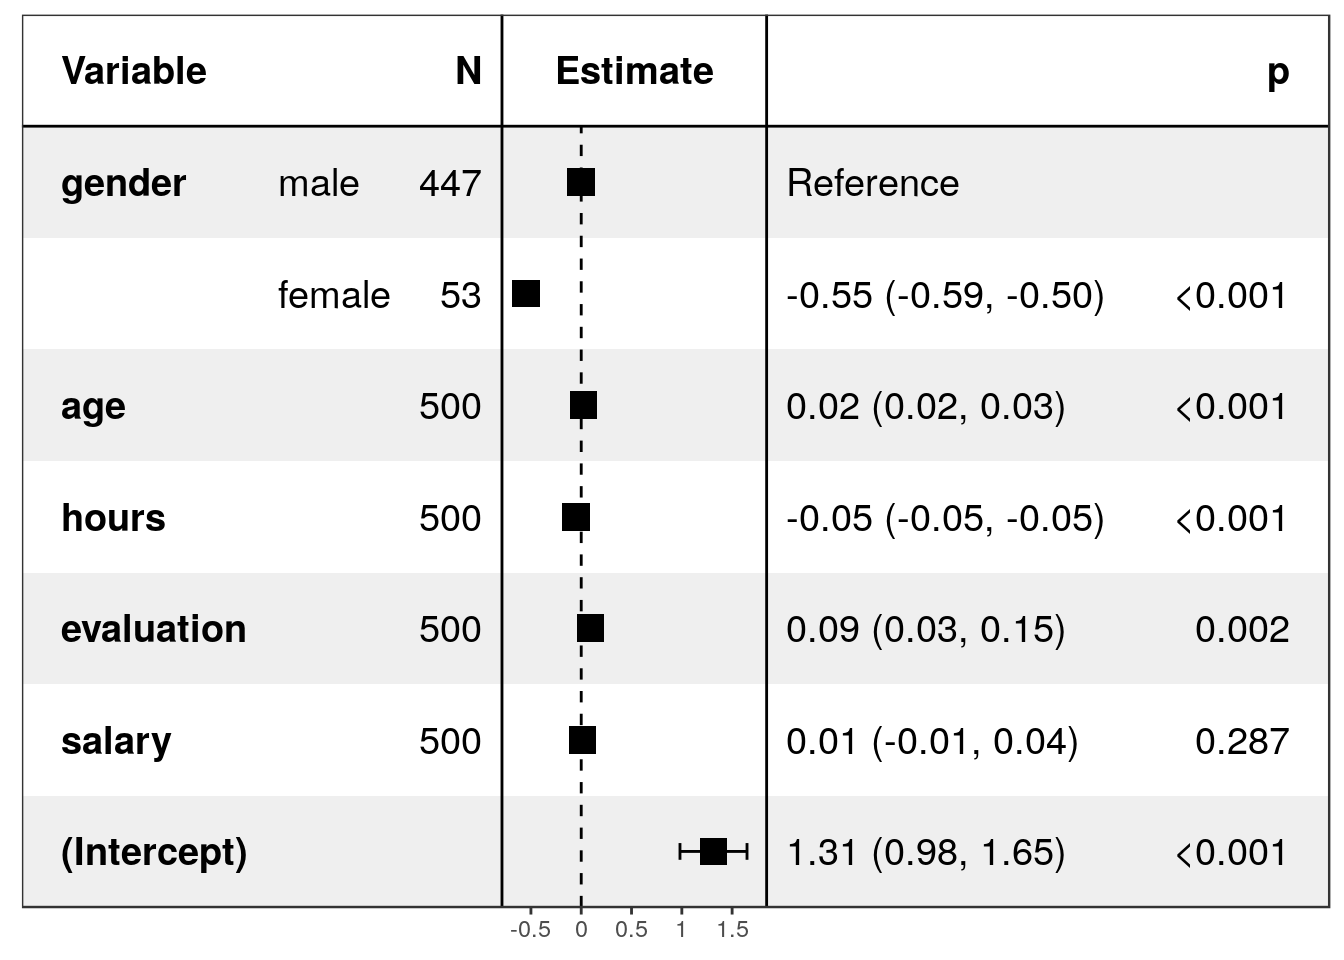 Variable N Estimate p
gender male 447 Reference
female 53 -0.55 (-0.59, -0.50) <0.001
age 500 0.02 (0.02, 0.03) <0.001
hours 500 -0.05 (-0.05, -0.05) <0.001
evaluation 500 0.09 (0.03, 0.15) 0.002
salary 500 0.01 (-0.01, 0.04) 0.287
(Intercept) 1.31 (0.98, 1.65) <0.001
-0.5 0 0.5 1 1.5